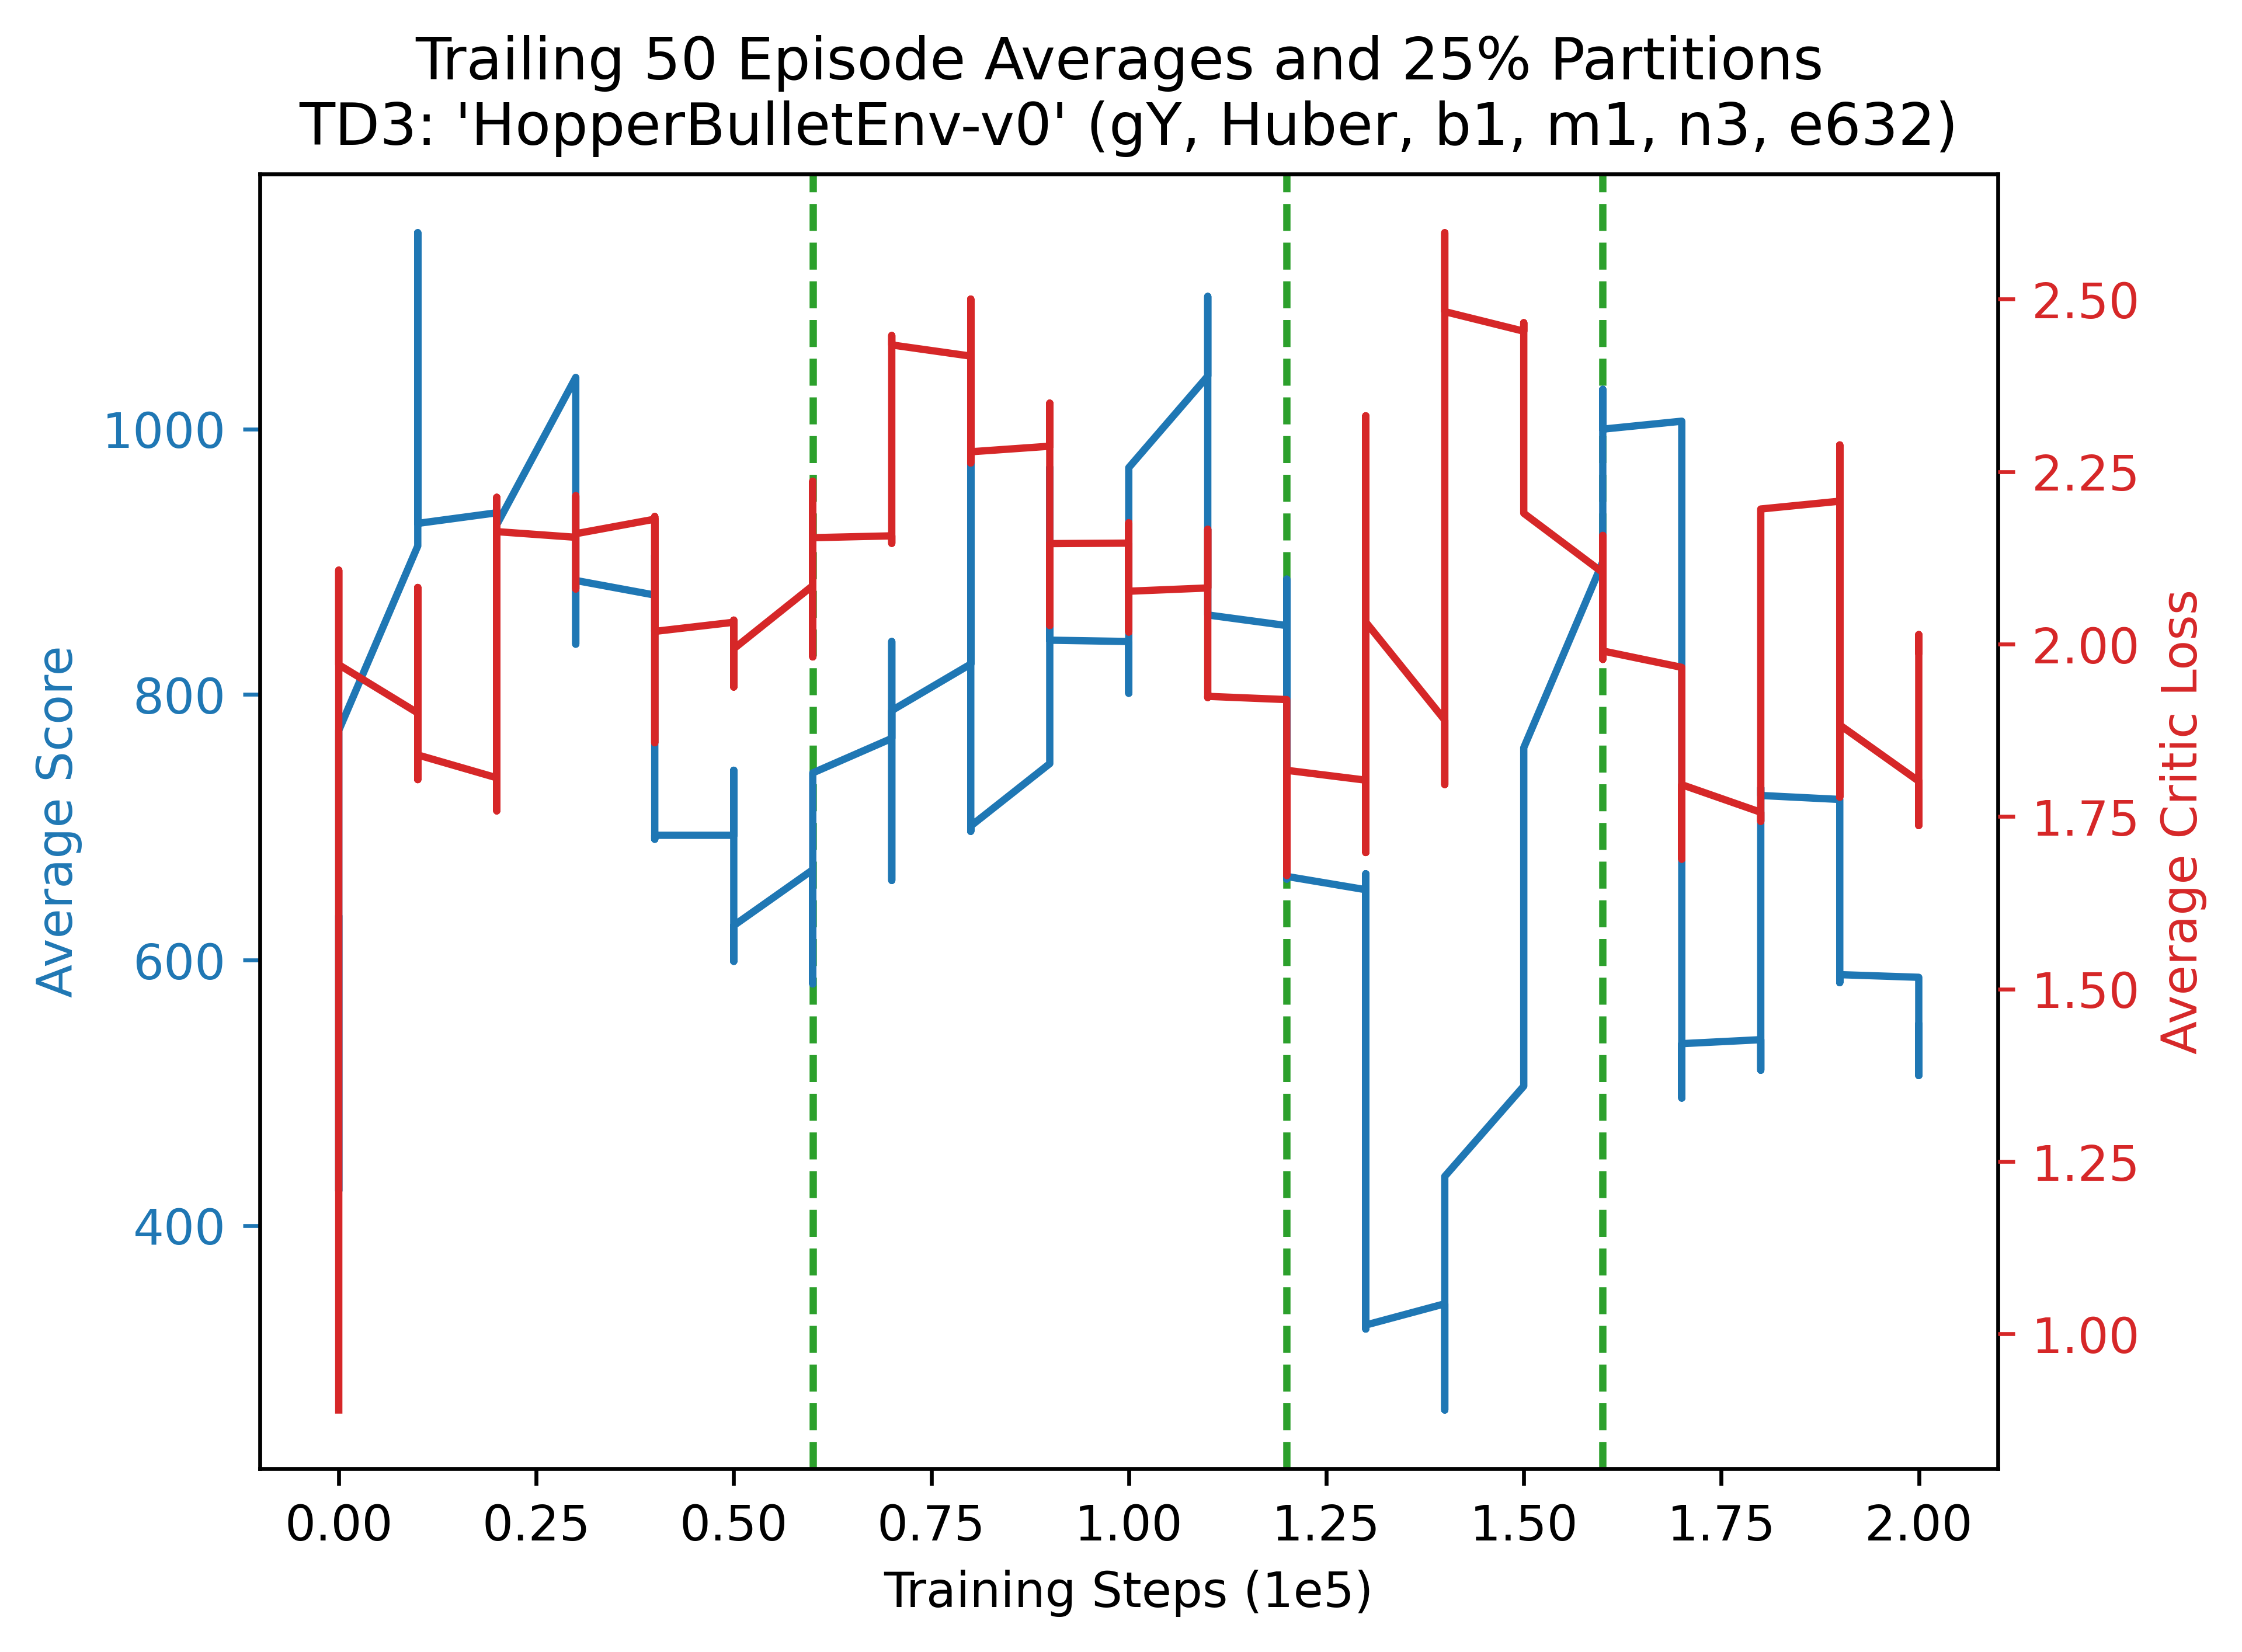 Trailing 50 Episode Averages and 25% Partitions
TD3: 'HopperBulletEnv-v0' (gY, Huber, b1, m1, n3, e632)
Average Score
1000
800
600
400
2.50
2.25
2.00
1.75
1.50
1.25
1.00
Average Critic Loss
0.00 0.25 0.50 0.75 1.00 1.25 1.50 1.75 2.00
Training Steps (1e5)